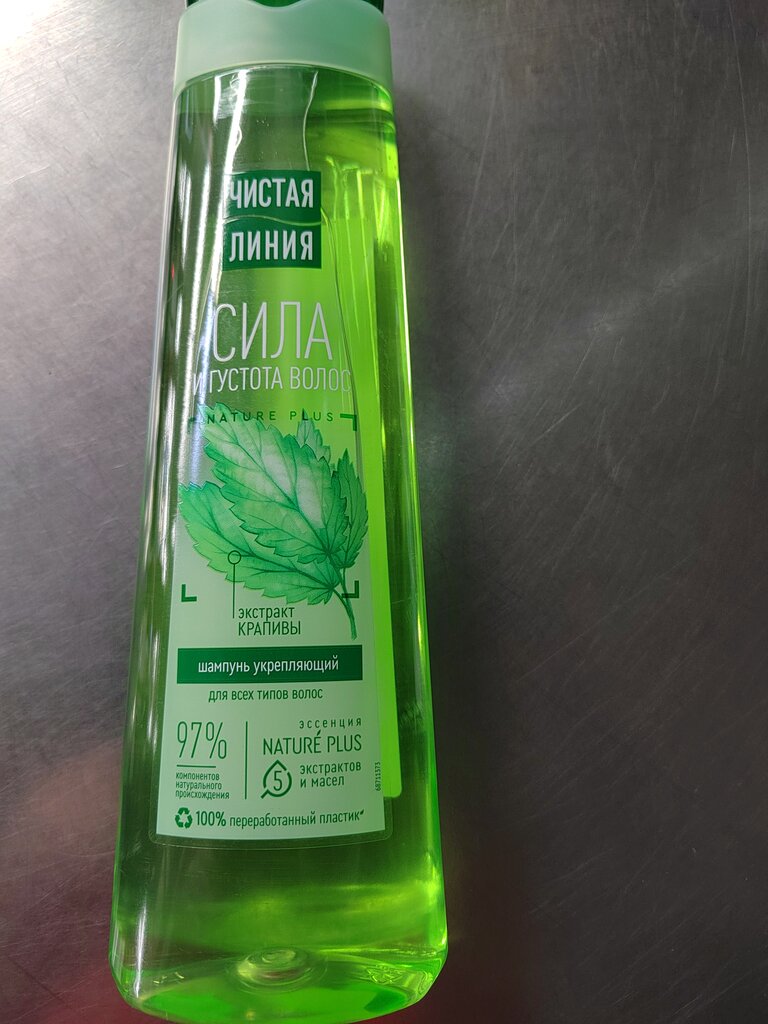 ЧИСТАЯ
ЛИНИЯ
СИЛА
И ГУСТОТА ВОЛОС
NATURE PLUS
экстракт
КРАПИВЫ
шампунь укрепляющий
для всех типов волос
97%
компонентов
натурального
происхождения
эссенция
NATURÉ PLUS
5 экстрактов
и масел
100% переработанный пластик
68711573